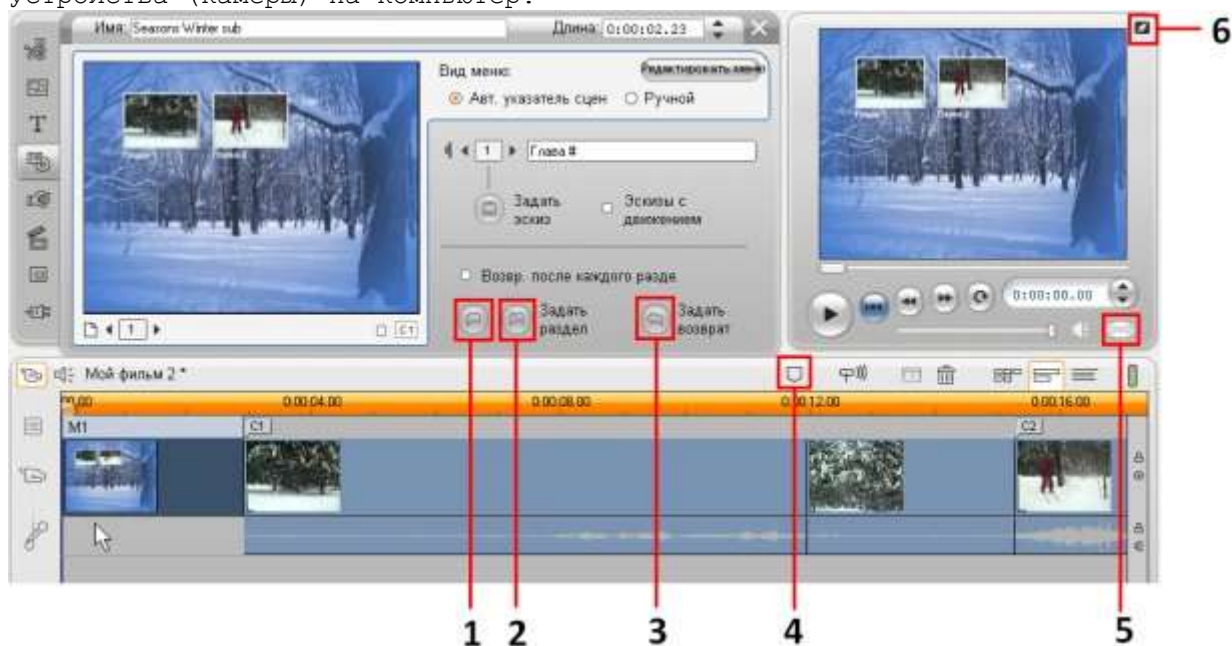 устройства (камеры) на компьютер.
Имя: Seasons Winter sub
Длина: 0:00:02.23
Вид меню:
Редактировать меню
Авт. указатель сцен
Ручной
1
Глава #
Задать
эскиз
Эскизы с
движением
Возвр. после каждого разде
Задать
раздел
Задать
возврат
1
C1
0:00:00.00
6
T
Мой фильм 2 *
0:00:04.00
0:00:08.00
0:00:12.00
0:00:16.00
M1
C1
C2
1
2
3
4
5